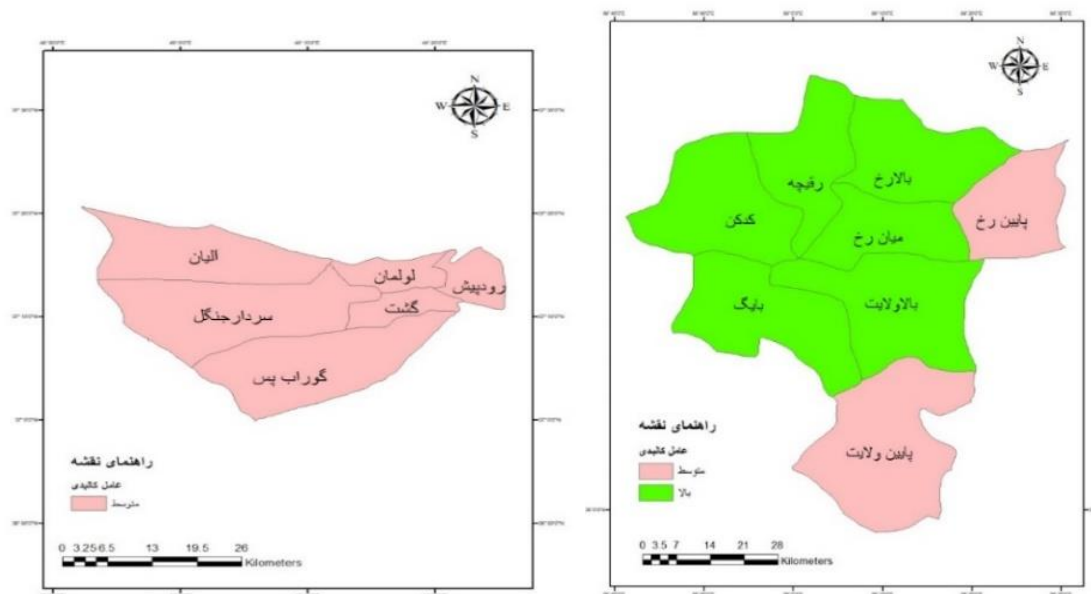 N
W E
S
الیان
لولمان
رودپیش
گشت
سردارجنگل
گوراب پس
راهنمای نقشه
عامل کالبدی
متوسط
0 3.25 6.5 13 19.5 26
Kilometers
N
W E
S
بالارخ
رقیچه
پایین رخ
کدکن
میان رخ
بایگ
بالاولایت
پایین ولایت
راهنمای نقشه
عامل کالبدی
متوسط
بالا
0 3.5 7 14 21 28
Kilometers